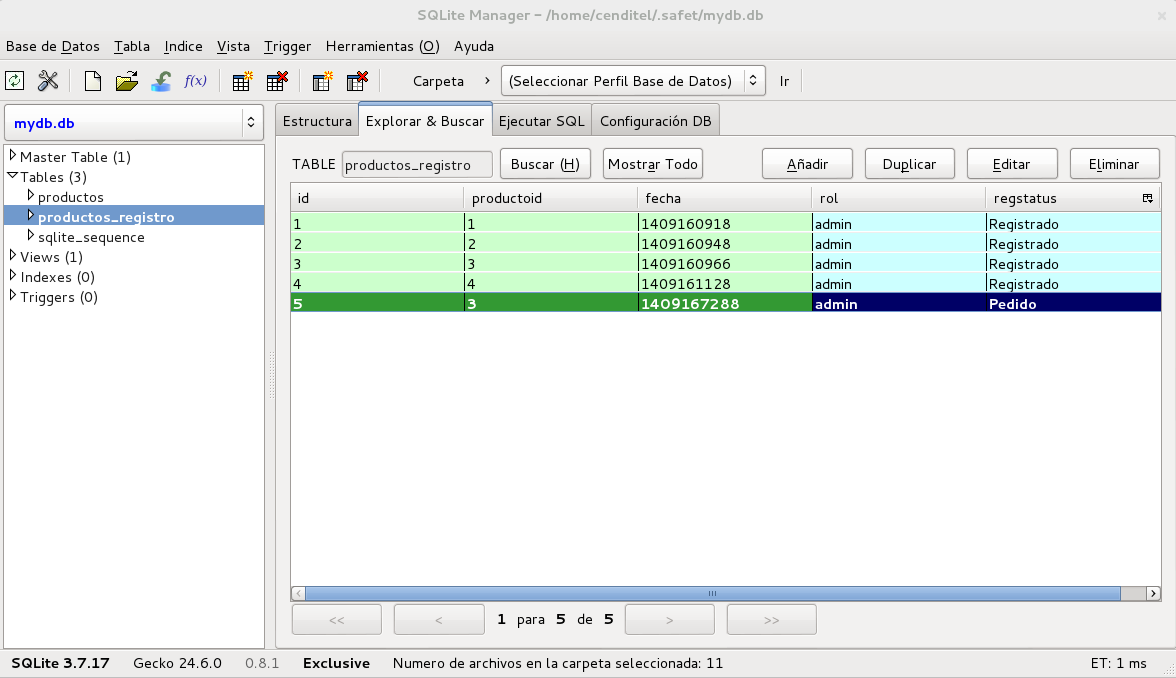 SQLite Manager - /home/cenditel/.safet/mydb.db
Base de Datos Tabla Indice Vista Trigger Herramientas (O) Ayuda
f(x) Carpeta (Seleccionar Perfil Base de Datos) Ir
mydb.db
Master Table (1)
Tables (3)
productos
productos_registro
sqlite_sequence
Views (1)
Indexes (0)
Triggers (0)
Estructura Explorar & Buscar Ejecutar SQL Configuración DB
TABLE productos_registro Buscar (H) Mostrar Todo Añadir Duplicar Editar Eliminar
id productoid fecha rol regstatus
1 1 1409160918 admin Registrado
2 2 1409160948 admin Registrado
3 3 1409160966 admin Registrado
4 4 1409161128 admin Registrado
5 3 1409167288 admin Pedido
<< < 1 para 5 de 5 > >>
SQLite 3.7.17 Gecko 24.6.0 0.8.1 Exclusive Numero de archivos en la carpeta seleccionada: 11 ET: 1 ms